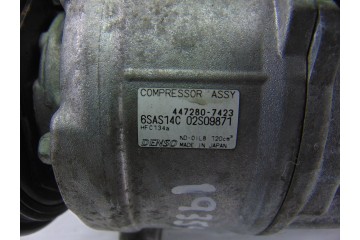 COMPRESSOR ASSY
447280-7423
6SAS14C 02S09871
HFC134a
ND-OIL8 120cm³
DENSO MADE IN JAPAN